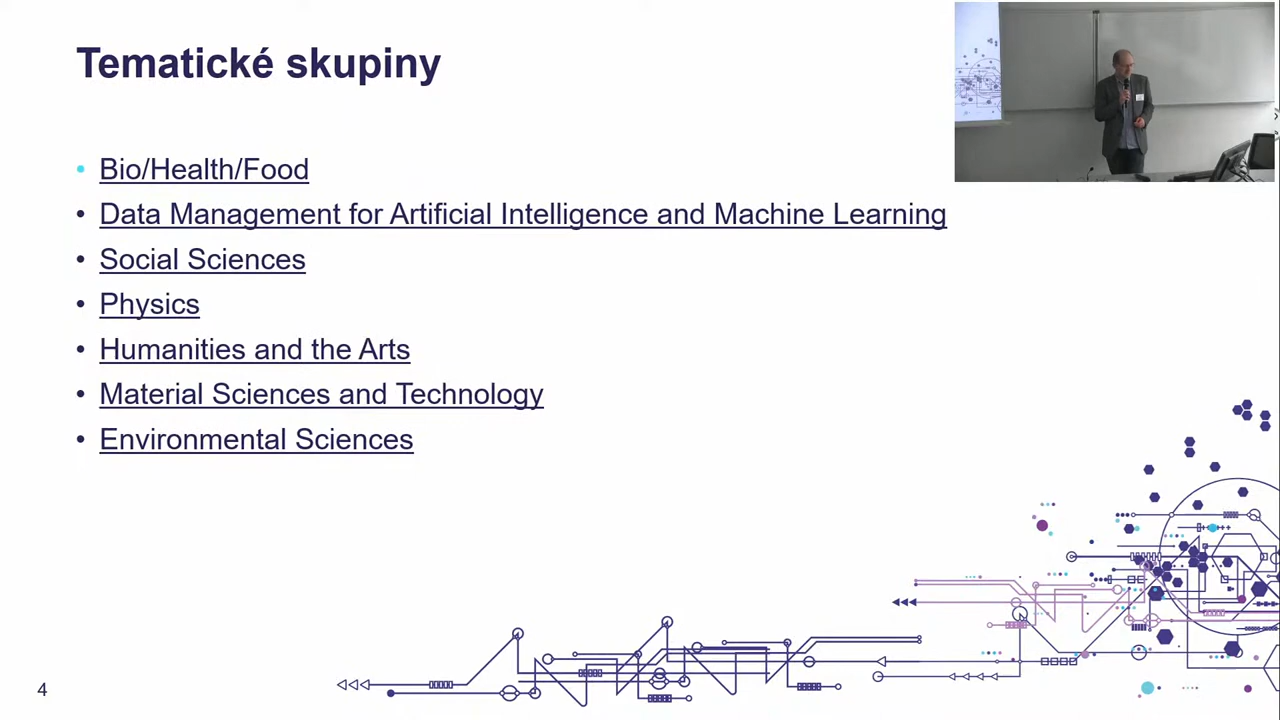 Tematické skupiny
• Bio/Health/Food
• Data Management for Artificial Intelligence and Machine Learning
• Social Sciences
• Physics
• Humanities and the Arts
• Material Sciences and Technology
• Environmental Sciences
4